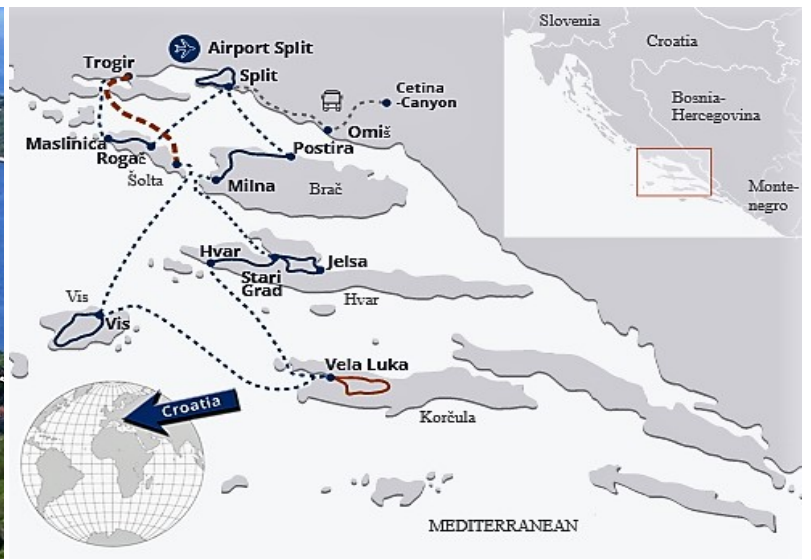 Slovenia
Croatia
Bosnia-
Hercegovina
Monte-
negro
Airport Split
Trogir
Split
Cetina
-Canyon
Omiš
Maslinica
Rogač
Postira
Šolta
Milna
Brač
Hvar
Jelsa
Stari
Grad
Hvar
Vis
Vis
Vela Luka
Korčula
Croatia
MEDITERRANEAN